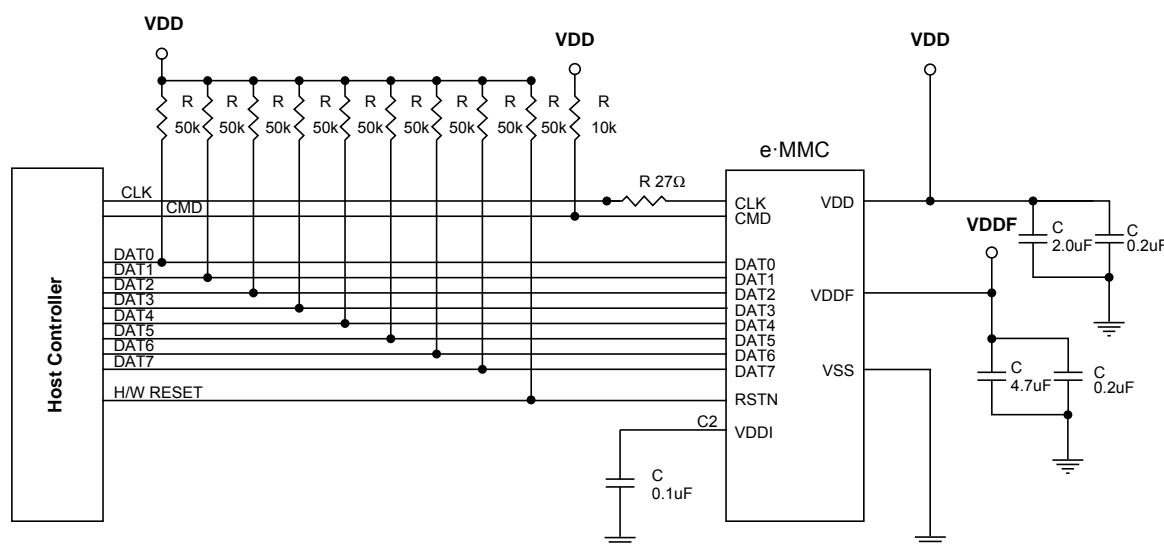 VDD
VDD
VDD
R
50k
R
50k
R
50k
R
50k
R
50k
R
50k
R
50k
R
50k
R
50k
R
10k
e·MMC
Host Controller
CLK
R 27Ω
CLK
VDD
CMD
CMD
VDDF
C
2.0uF
C
0.2uF
DAT0
DAT1
DAT2
DAT3
DAT4
DAT5
DAT6
DAT7
DAT0
DAT1
DAT2
DAT3
DAT4
DAT5
DAT6
DAT7
VDDF
VSS
C
4.7uF
C
0.2uF
H/W RESET
RSTN
C2
VDDI
C
0.1uF